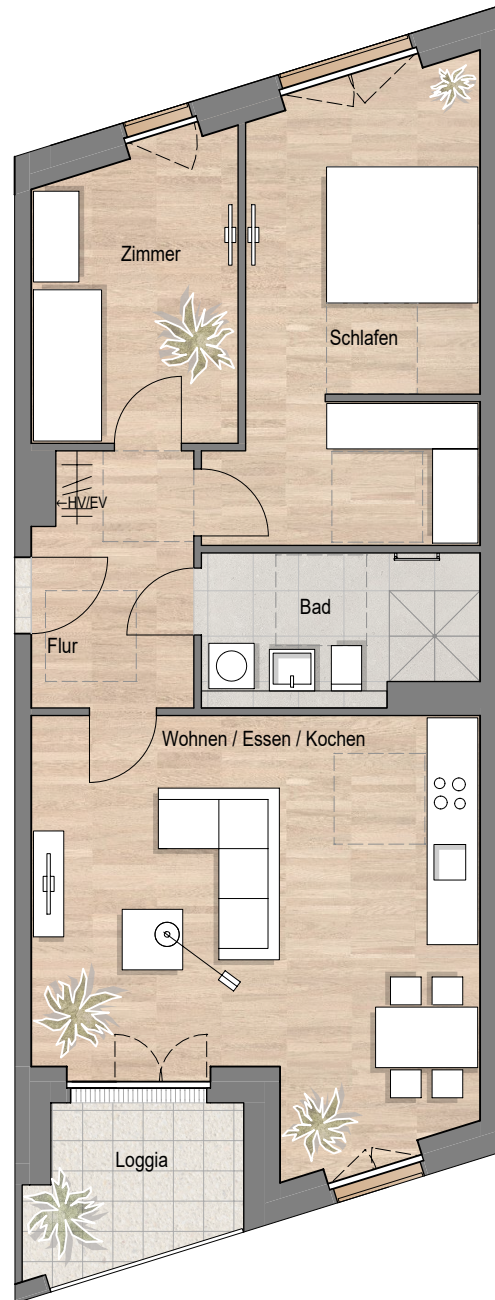 Zimmer
Schlafen
←HV/EV
Bad
Flur
Wohnen / Essen / Kochen
Loggia